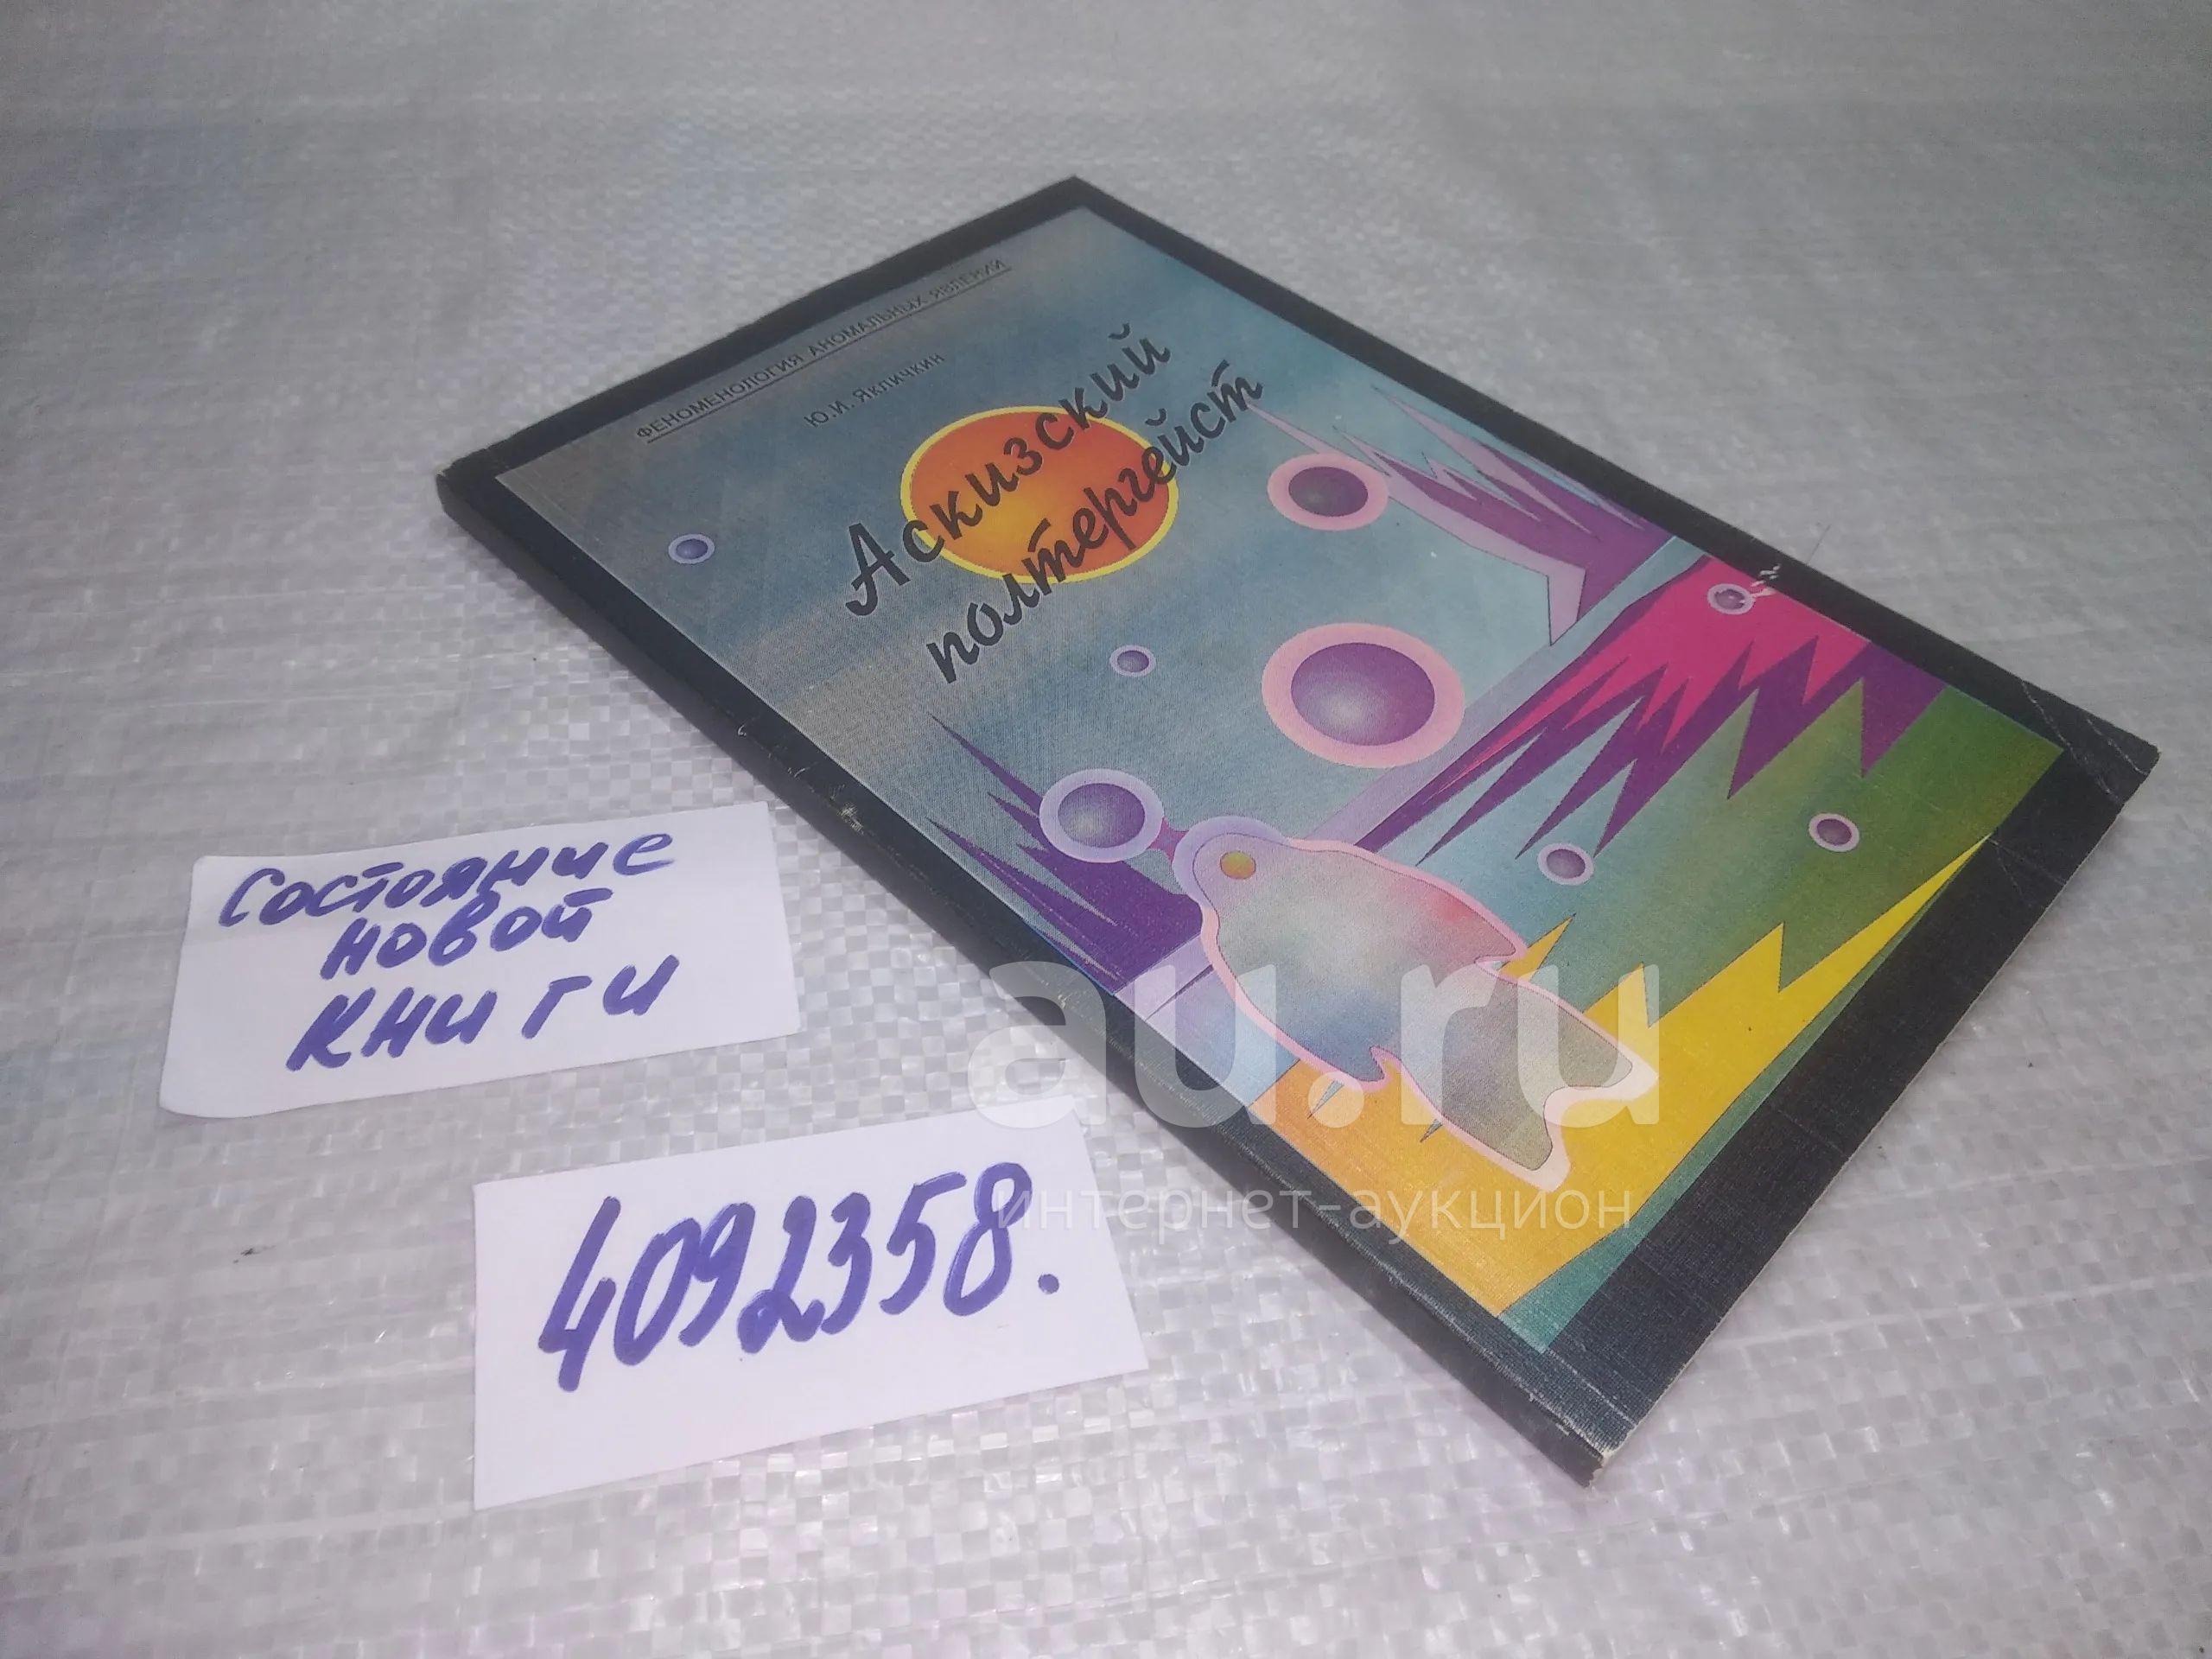 ФЕНОМЕНОЛОГИЯ АНОМАЛЬНЫХ ЯВЛЕНИЙ
Ю.И. Якличкин
Аскизский
полтергейст
Состояние
новой
книги
4092358.
au.ru
интернет-аукцион